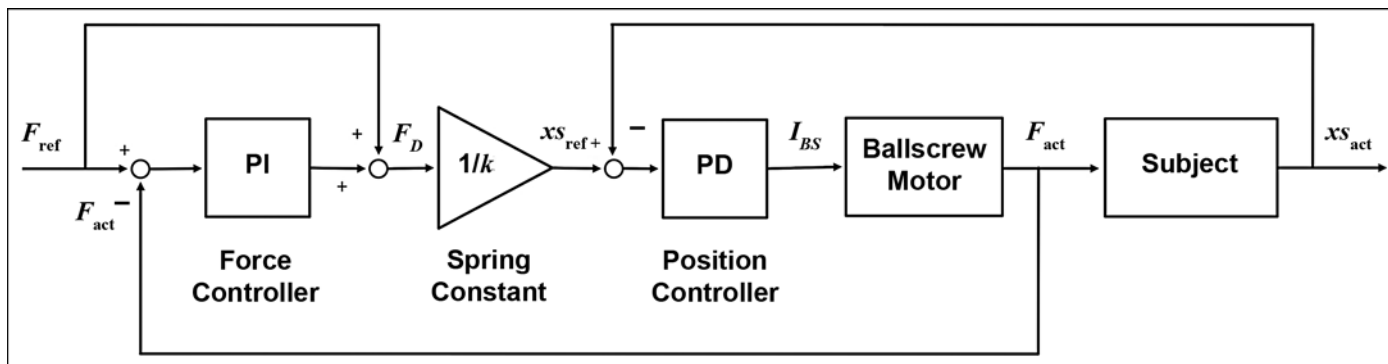 F_ref
+
F_act
−
PI
Force
Controller
+
+
F_D
1/k
Spring
Constant
xs_ref +
−
PD
Position
Controller
I_BS
Ballscrew
Motor
F_act
Subject
xs_act